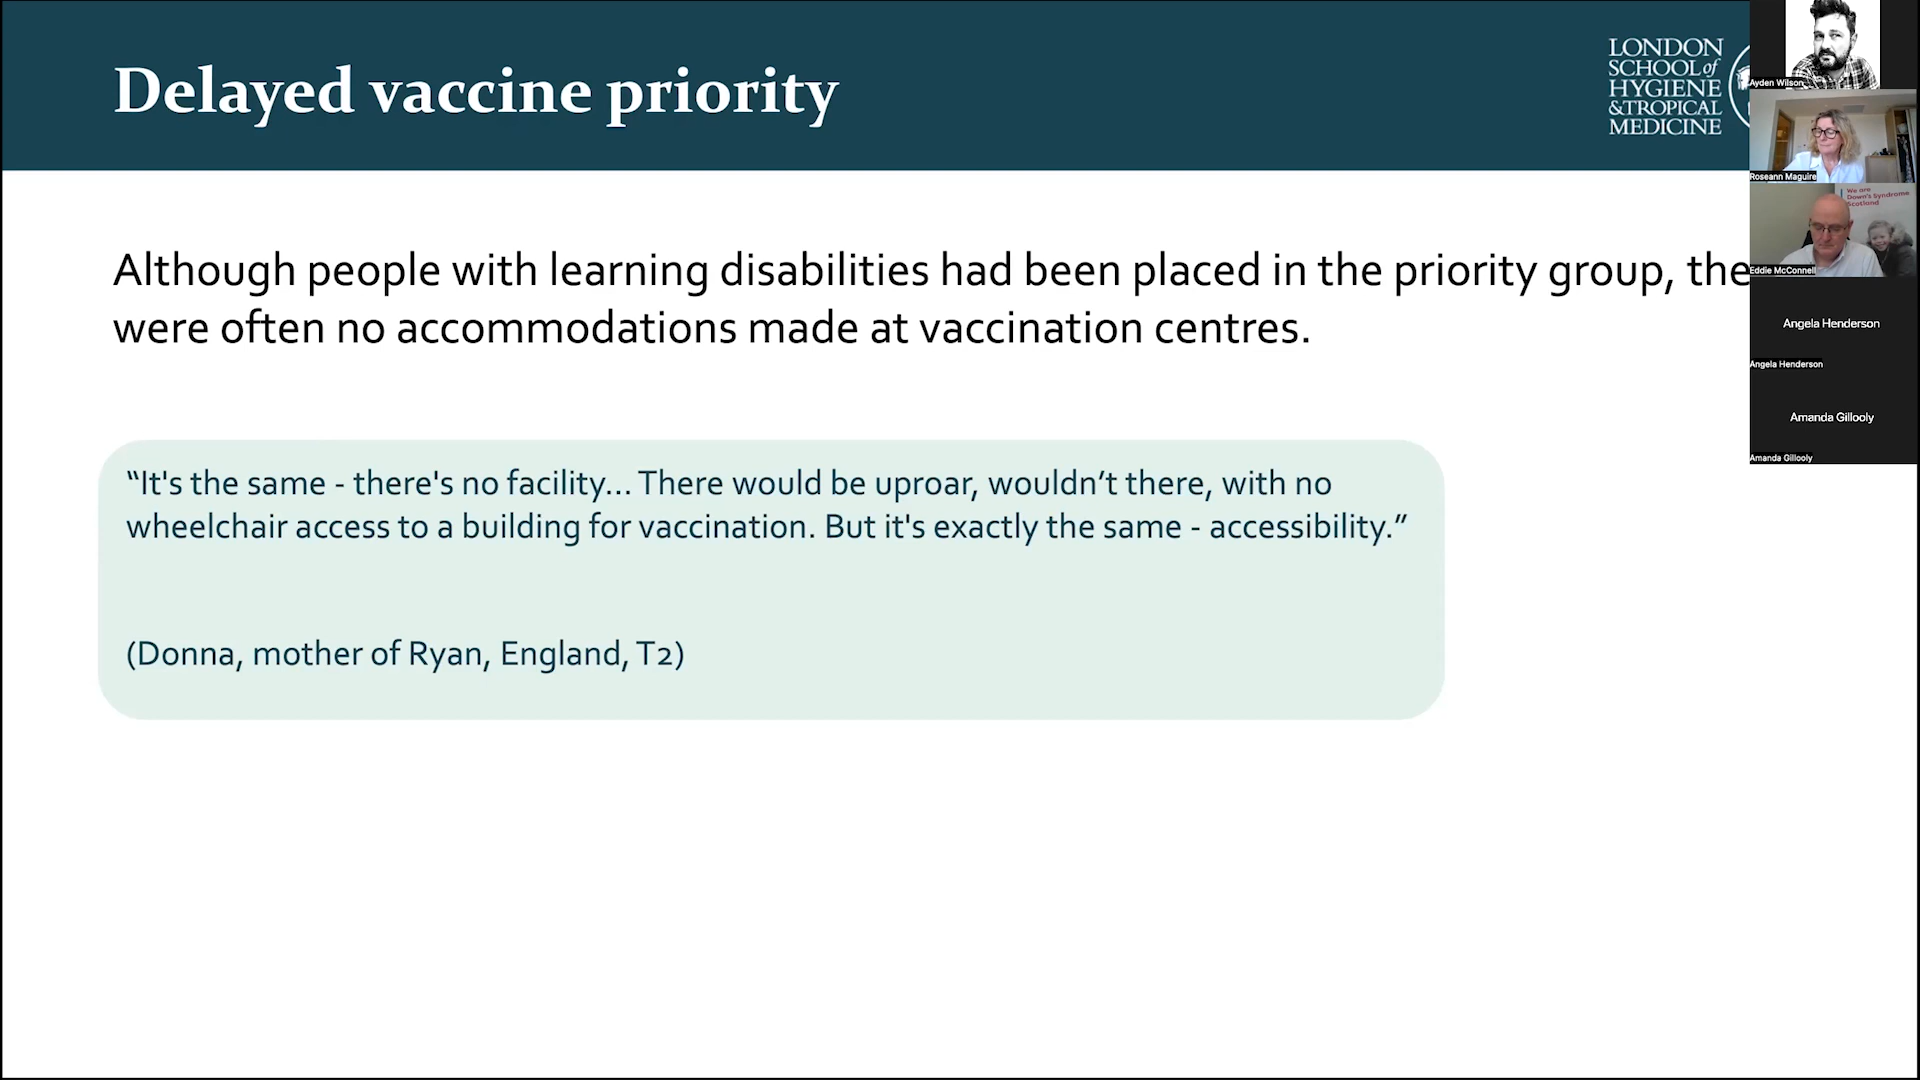 Delayed vaccine priority
LONDON
SCHOOL of
HYGIENE
& TROPICAL
MEDICINE
Although people with learning disabilities had been placed in the priority group, the
were often no accommodations made at vaccination centres.
“It's the same - there's no facility... There would be uproar, wouldn’t there, with no
wheelchair access to a building for vaccination. But it's exactly the same - accessibility.”
(Donna, mother of Ryan, England, T2)
Ayden Wilson
Roseann Maguire
We are
Down's Syndrome
Scotland
Eddie McConnell
Angela Henderson
Angela Henderson
Amanda Gillooly
Amanda Gillooly